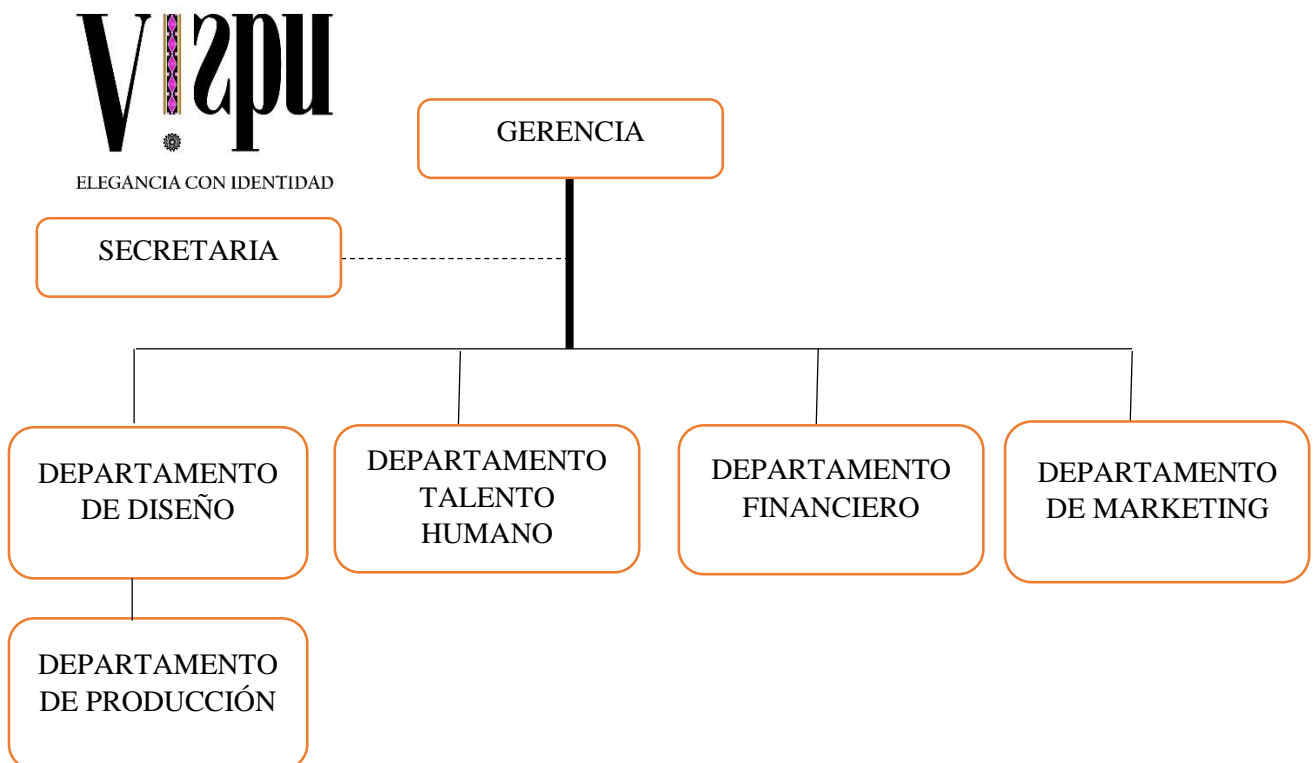 Vispu
ELEGANCIA CON IDENTIDAD
GERENCIA
SECRETARIA
DEPARTAMENTO
DE DISEÑO
DEPARTAMENTO
TALENTO
HUMANO
DEPARTAMENTO
FINANCIERO
DEPARTAMENTO
DE MARKETING
DEPARTAMENTO
DE PRODUCCIÓN